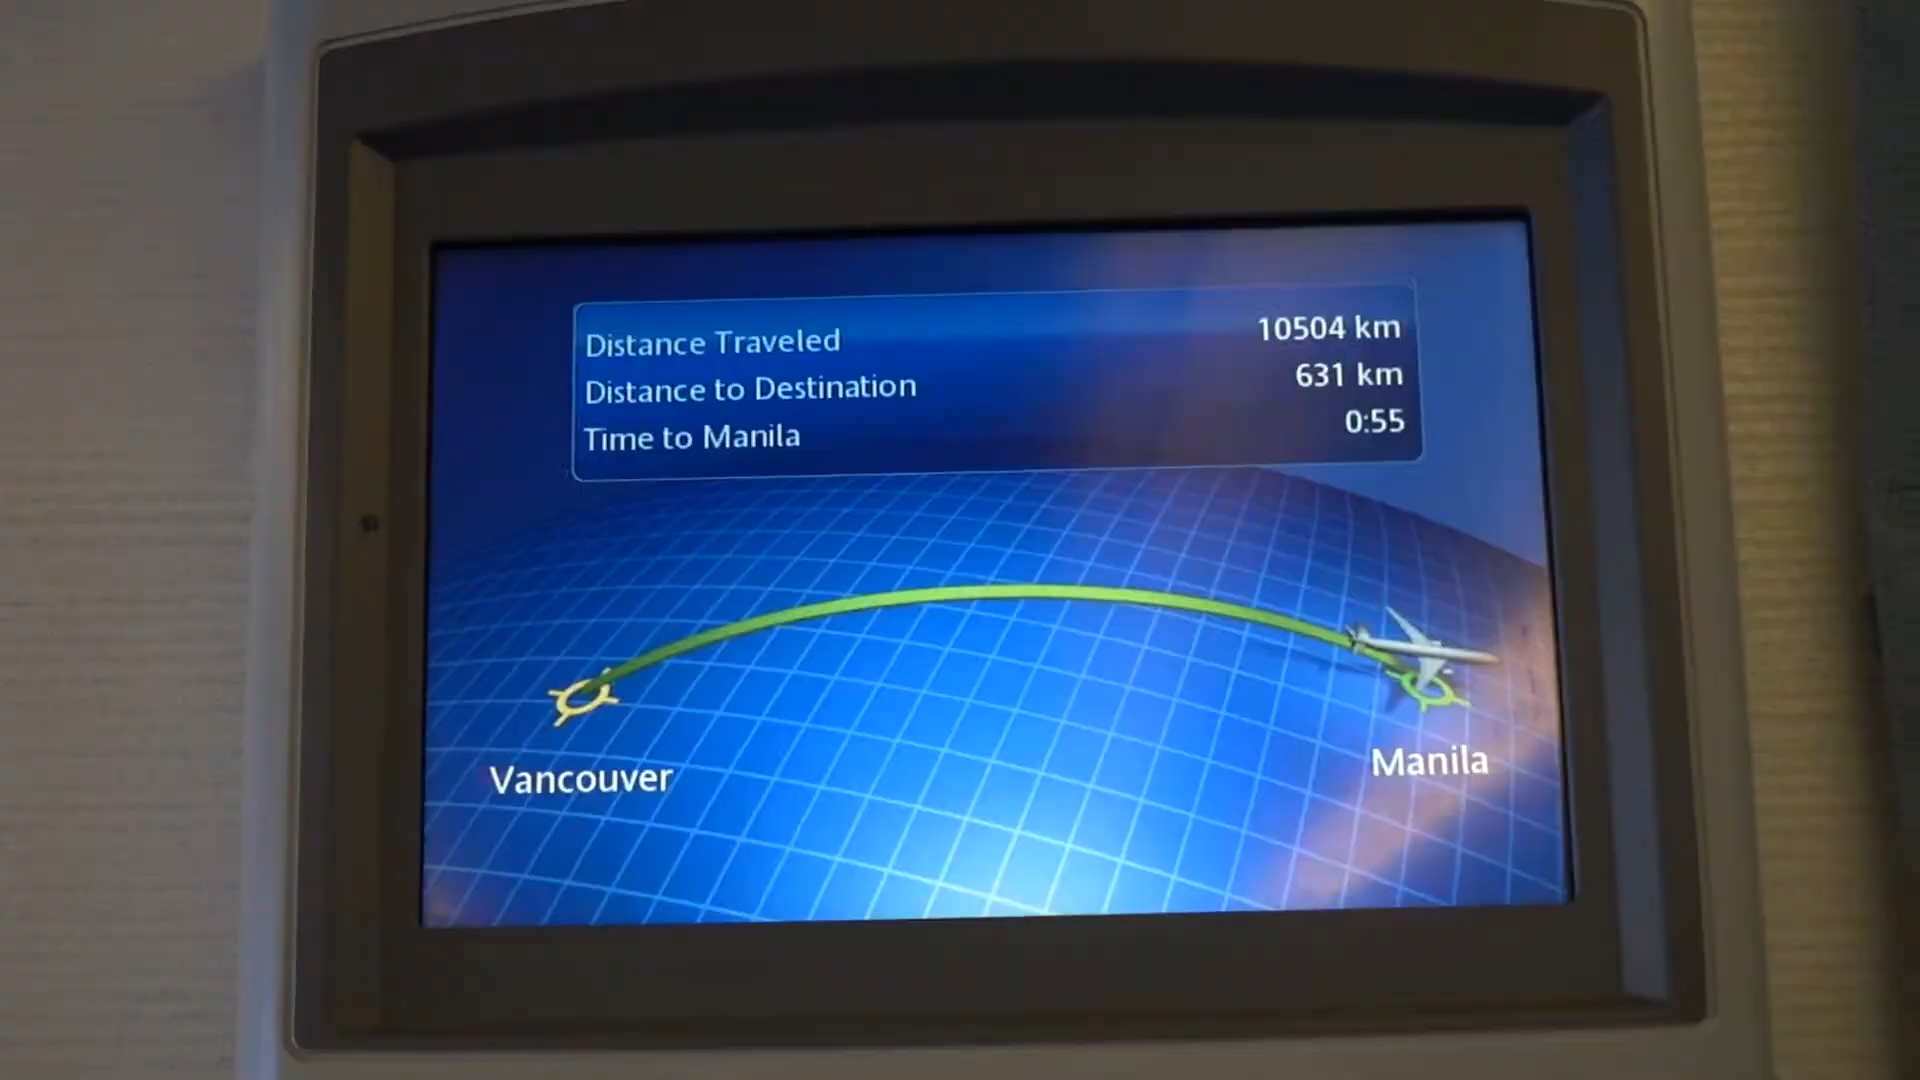 Distance Traveled 10504 km
Distance to Destination 631 km
Time to Manila 0:55
Vancouver
Manila